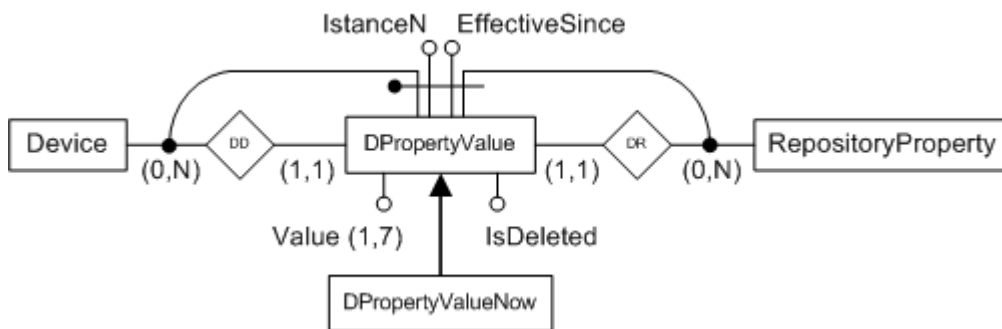 IstanceN EffectiveSince
Device DD DPropertyValue DR RepositoryProperty
(0,N) (1,1) (1,1) (0,N)
Value (1,7) IsDeleted
DPropertyValueNow